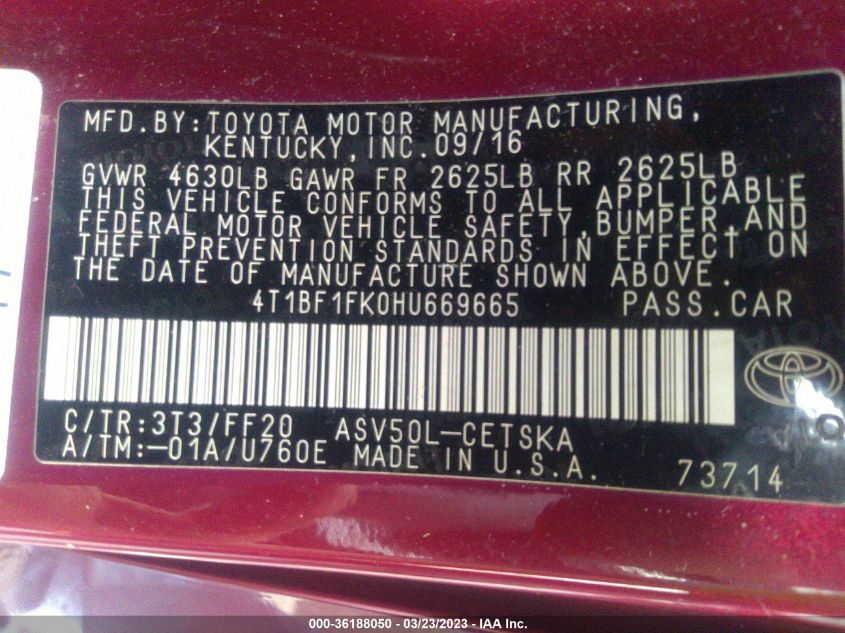 MFD.BY:TOYOTA MOTOR MANUFACTURING,
KENTUCKY,INC.09/16
GVWR 4630LB GAWR FR 2625LB RR 2625LB
THIS VEHICLE CONFORMS TO ALL APPLICABLE
FEDERAL MOTOR VEHICLE SAFETY,BUMPER,AND
THEFT PREVENTION STANDARDS IN EFFECT ON
THE DATE OF MANUFACTURE SHOWN ABOVE.
4T1BF1FK0HU669665 PASS.CAR
C/TR:3T3/FF20 ASV50L-CETSKA
A/TM:-01A/U760E MADE IN U.S.A. 73714
000-36188050 - 03/23/2023 - IAA Inc.